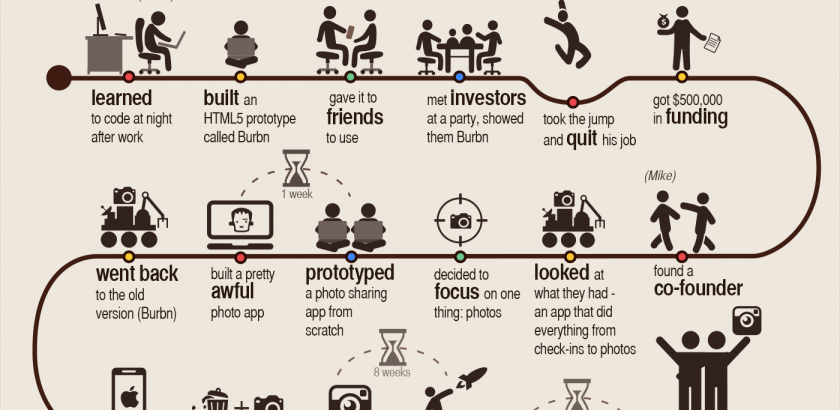 learned
to code at night
after work
built an
HTML5 prototype
called Burbn
gave it to
friends
to use
met investors
at a party, showed
them Burbn
took the jump
and quit his job
got $500,000
in funding
(Mike)
found a
co-founder
looked at
what they had -
an app that did
everything from
check-ins to photos
decided to
focus on one
thing: photos
prototyped
a photo sharing
app from
scratch
1 week
built a pretty
awful
photo app
went back
to the old
version (Burbn)
8 weeks